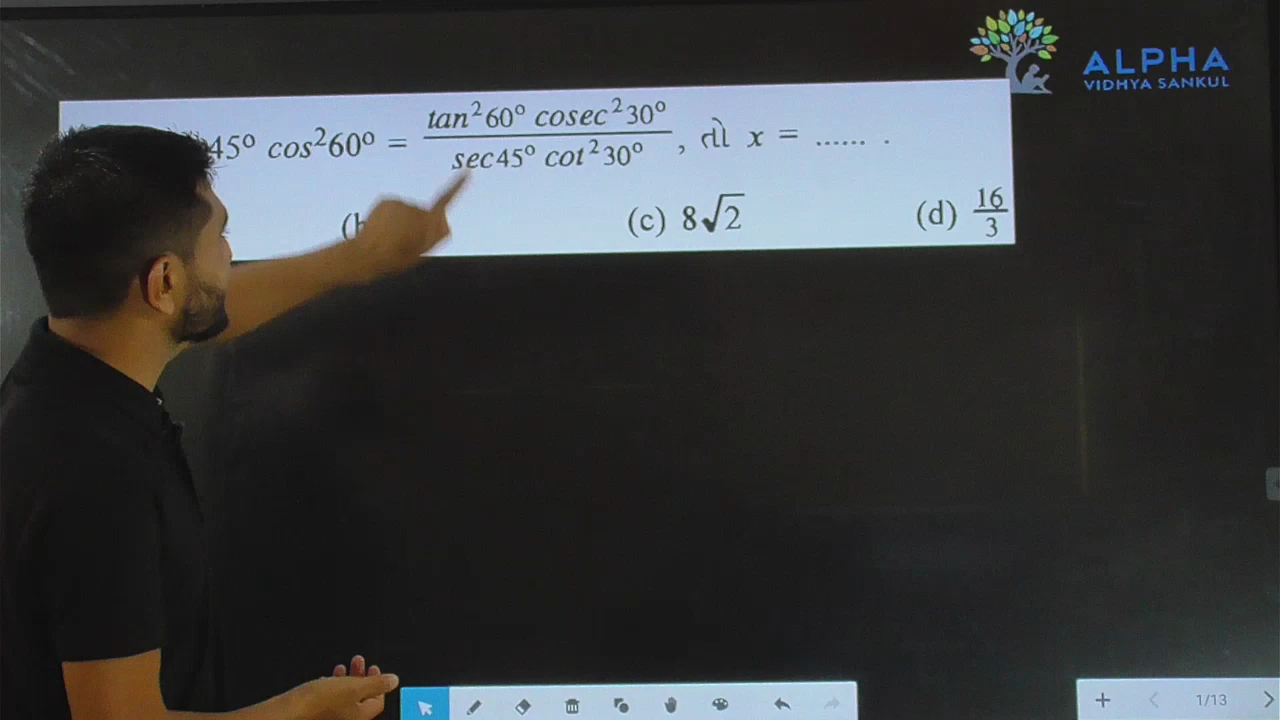 ALPHA
VIDHYA SANKUL
45° cos²60° = tan²60° cosec²30° / sec45° cot²30° , તો x = ...... .
(c) 8√2 (d) 16/3
1/13